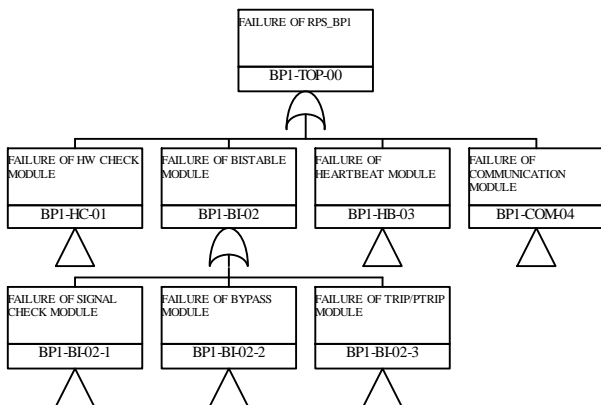 FAILURE OF RPS_BP1
BP1-TOP-00
FAILURE OF HW CHECK
MODULE
BP1-HC-01
FAILURE OF BISTABLE
MODULE
BP1-BI-02
FAILURE OF
HEARTBEAT MODULE
BP1-HB-03
FAILURE OF
COMMUNICATION
MODULE
BP1-COM-04
FAILURE OF SIGNAL
CHECK MODULE
BP1-BI-02-1
FAILURE OF BYPASS
MODULE
BP1-BI-02-2
FAILURE OF TRIP/PTRIP
MODULE
BP1-BI-02-3